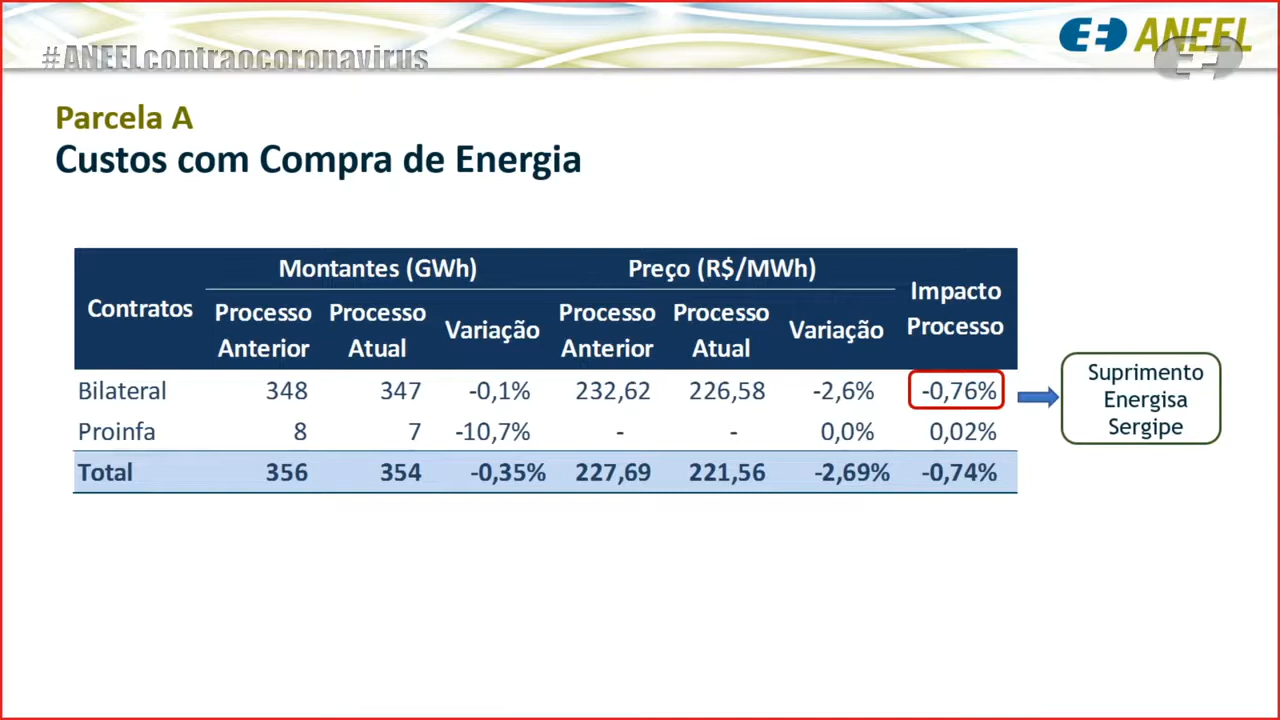 #ANEELcontraocoronavirus
ANEEL
Parcela A
Custos com Compra de Energia
Contratos
Montantes (GWh)
Preço (R$/MWh)
Impacto
Processo
Processo Anterior
Processo Atual
Variação
Processo Anterior
Processo Atual
Variação
Bilateral 348 347 -0,1% 232,62 226,58 -2,6% -0,76%
Proinfa 8 7 -10,7% - - 0,0% 0,02%
Total 356 354 -0,35% 227,69 221,56 -2,69% -0,74%
Suprimento
Energisa
Sergipe